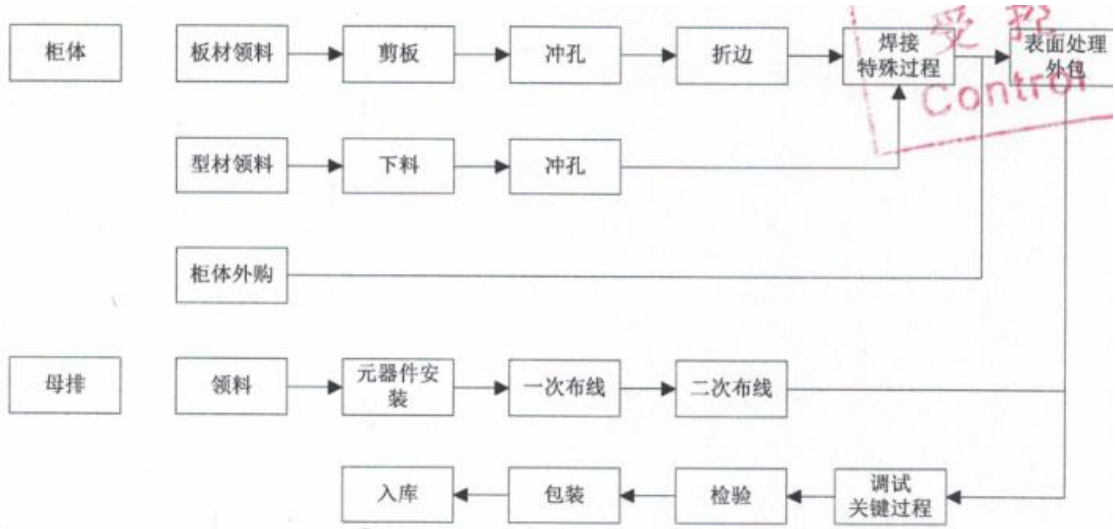 柜体
板材领料
剪板
冲孔
折边
焊接
特殊过程
表面处理
外包
受控
Control
型材领料
下料
冲孔
柜体外购
母排
领料
元器件安
装
一次布线
二次布线
入库
包装
检验
调试
关键过程